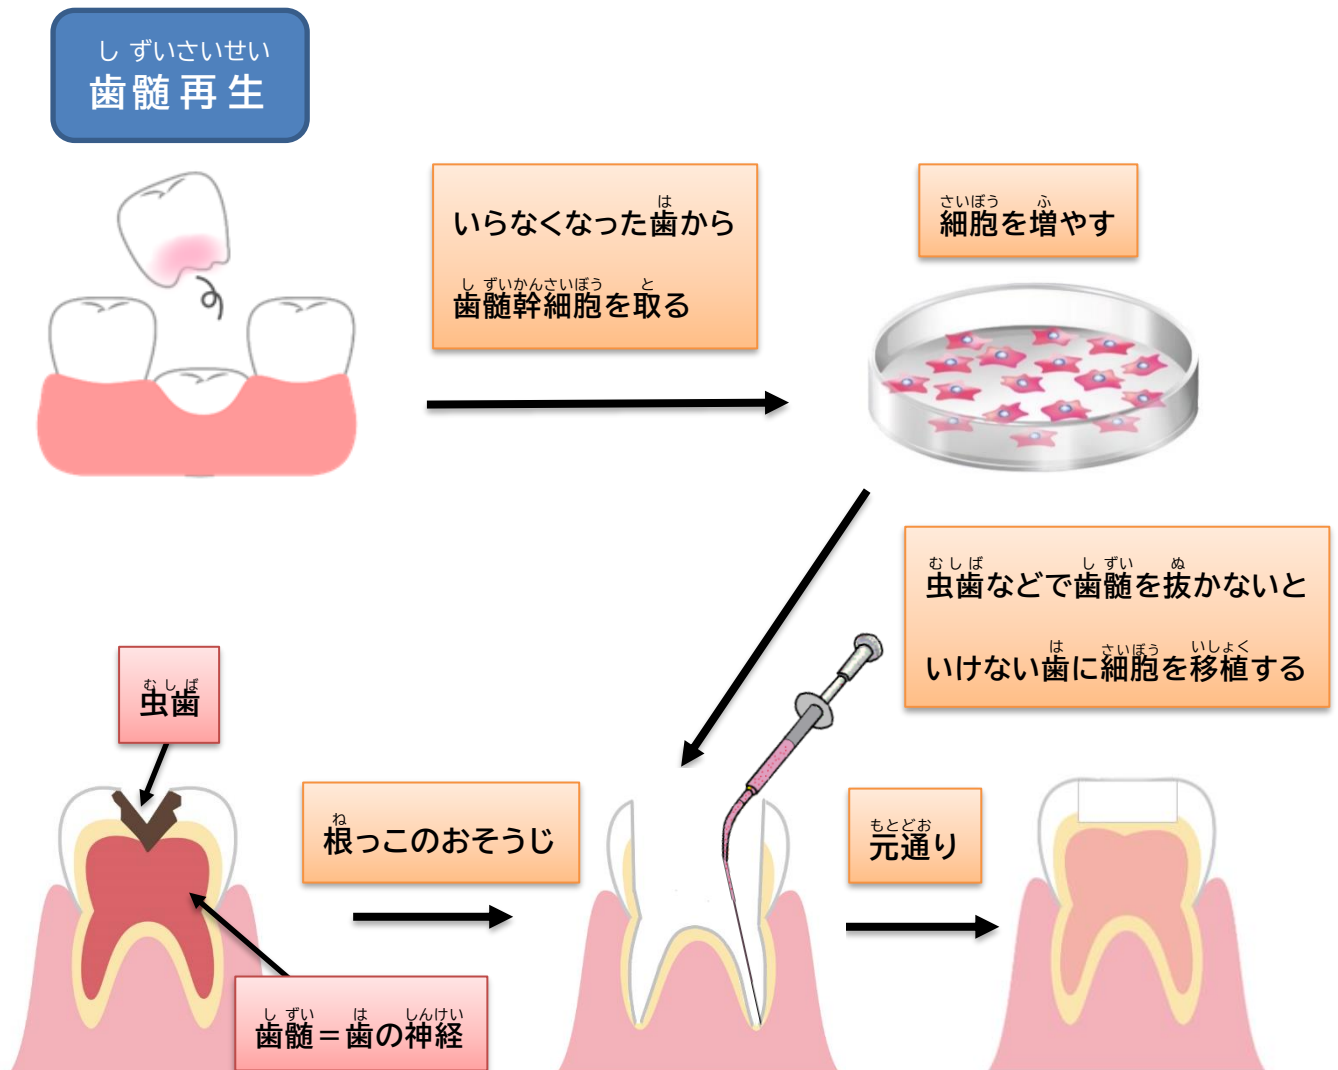 し ずいさいせい
歯髄再生
は
いらなくなった歯から
し ずいかんさいぼう と
歯髄幹細胞を取る
さいぼう ふ
細胞を増やす
むしば し ずい ぬ
虫歯などで歯髄を抜かないと
は さいぼう いしょく
いけない歯に細胞を移植する
むしば
虫歯
ね
根っこのおそうじ
もとどお
元通り
し ずい は しんけい
歯髄=歯の神経